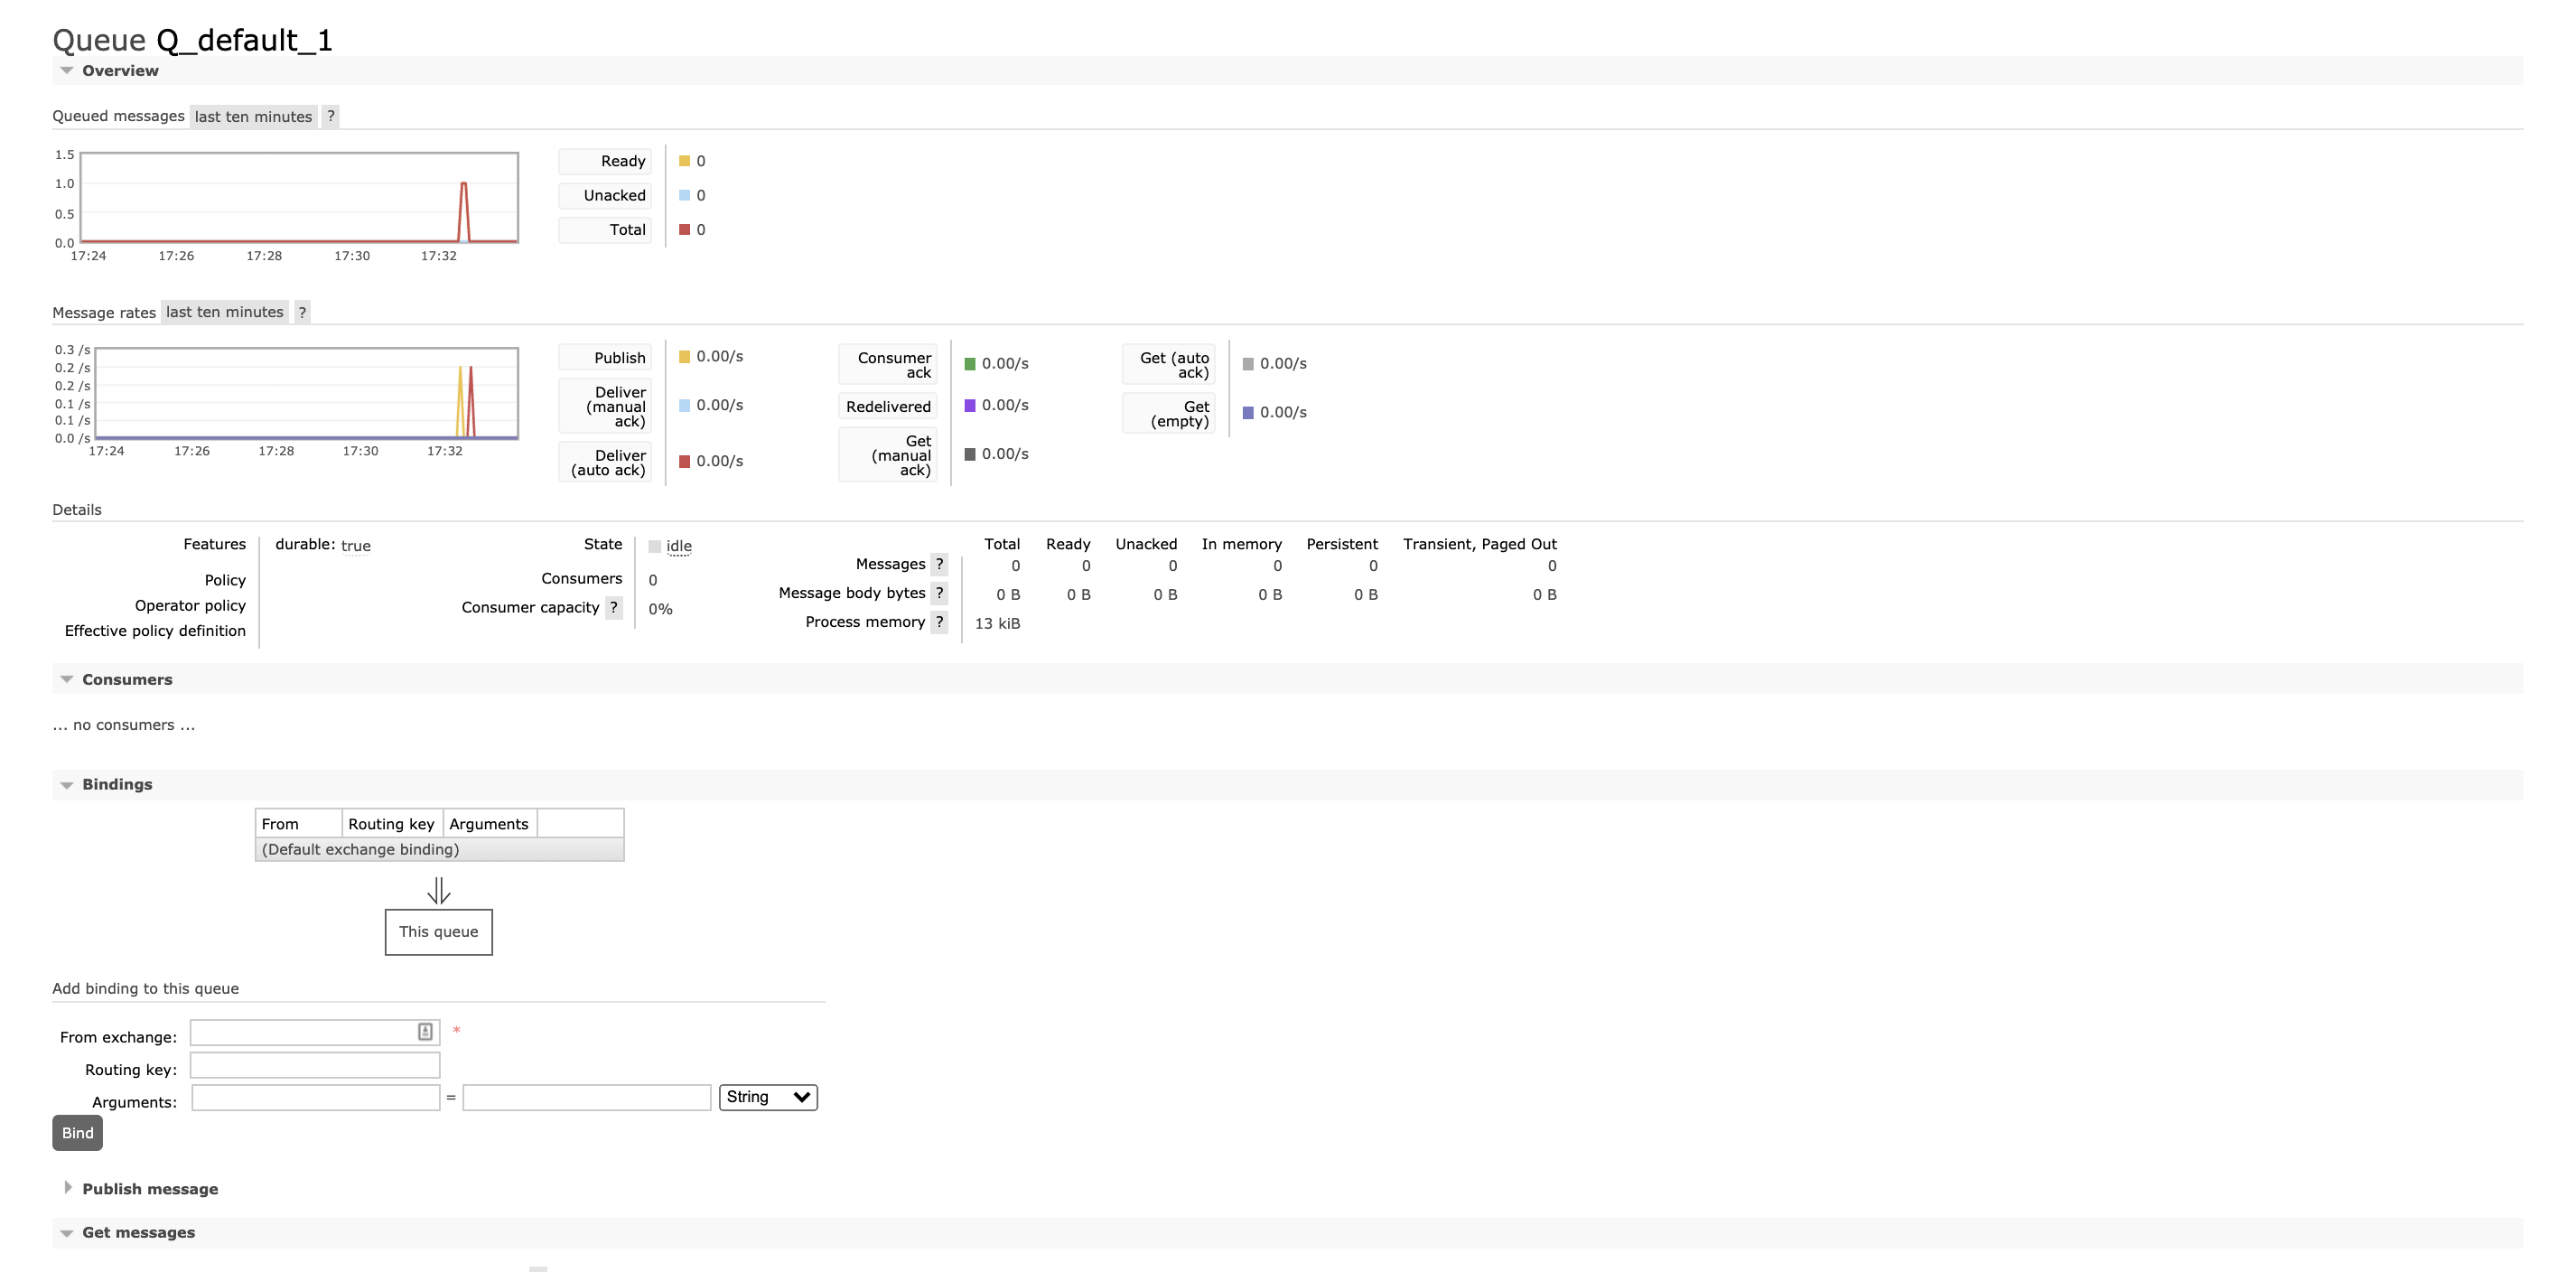 Queue Q_default_1
Overview
Queued messages last ten minutes ?
1.5
1.0
0.5
0.0
17:24 17:26 17:28 17:30 17:32
Ready 0
Unacked 0
Total 0
Message rates last ten minutes ?
0.3 /s
0.2 /s
0.2 /s
0.1 /s
0.1 /s
0.0 /s
17:24 17:26 17:28 17:30 17:32
Publish 0.00/s
Deliver
(manual
ack) 0.00/s
Deliver
(auto ack) 0.00/s
Consumer
ack 0.00/s
Redelivered 0.00/s
Get
(manual
ack) 0.00/s
Get (auto
ack) 0.00/s
Get
(empty) 0.00/s
Details
Features durable: true
Policy
Operator policy
Effective policy definition
State idle
Consumers 0
Consumer capacity ? 0%
Total Ready Unacked In memory Persistent Transient, Paged Out
Messages ? 0 0 0 0 0 0
Message body bytes ? 0 B 0 B 0 B 0 B 0 B 0 B
Process memory ? 13 kiB
Consumers
... no consumers ...
Bindings
From Routing key Arguments
(Default exchange binding)
⇓
This queue
Add binding to this queue
From exchange: *
Routing key:
Arguments: = String
Bind
Publish message
Get messages